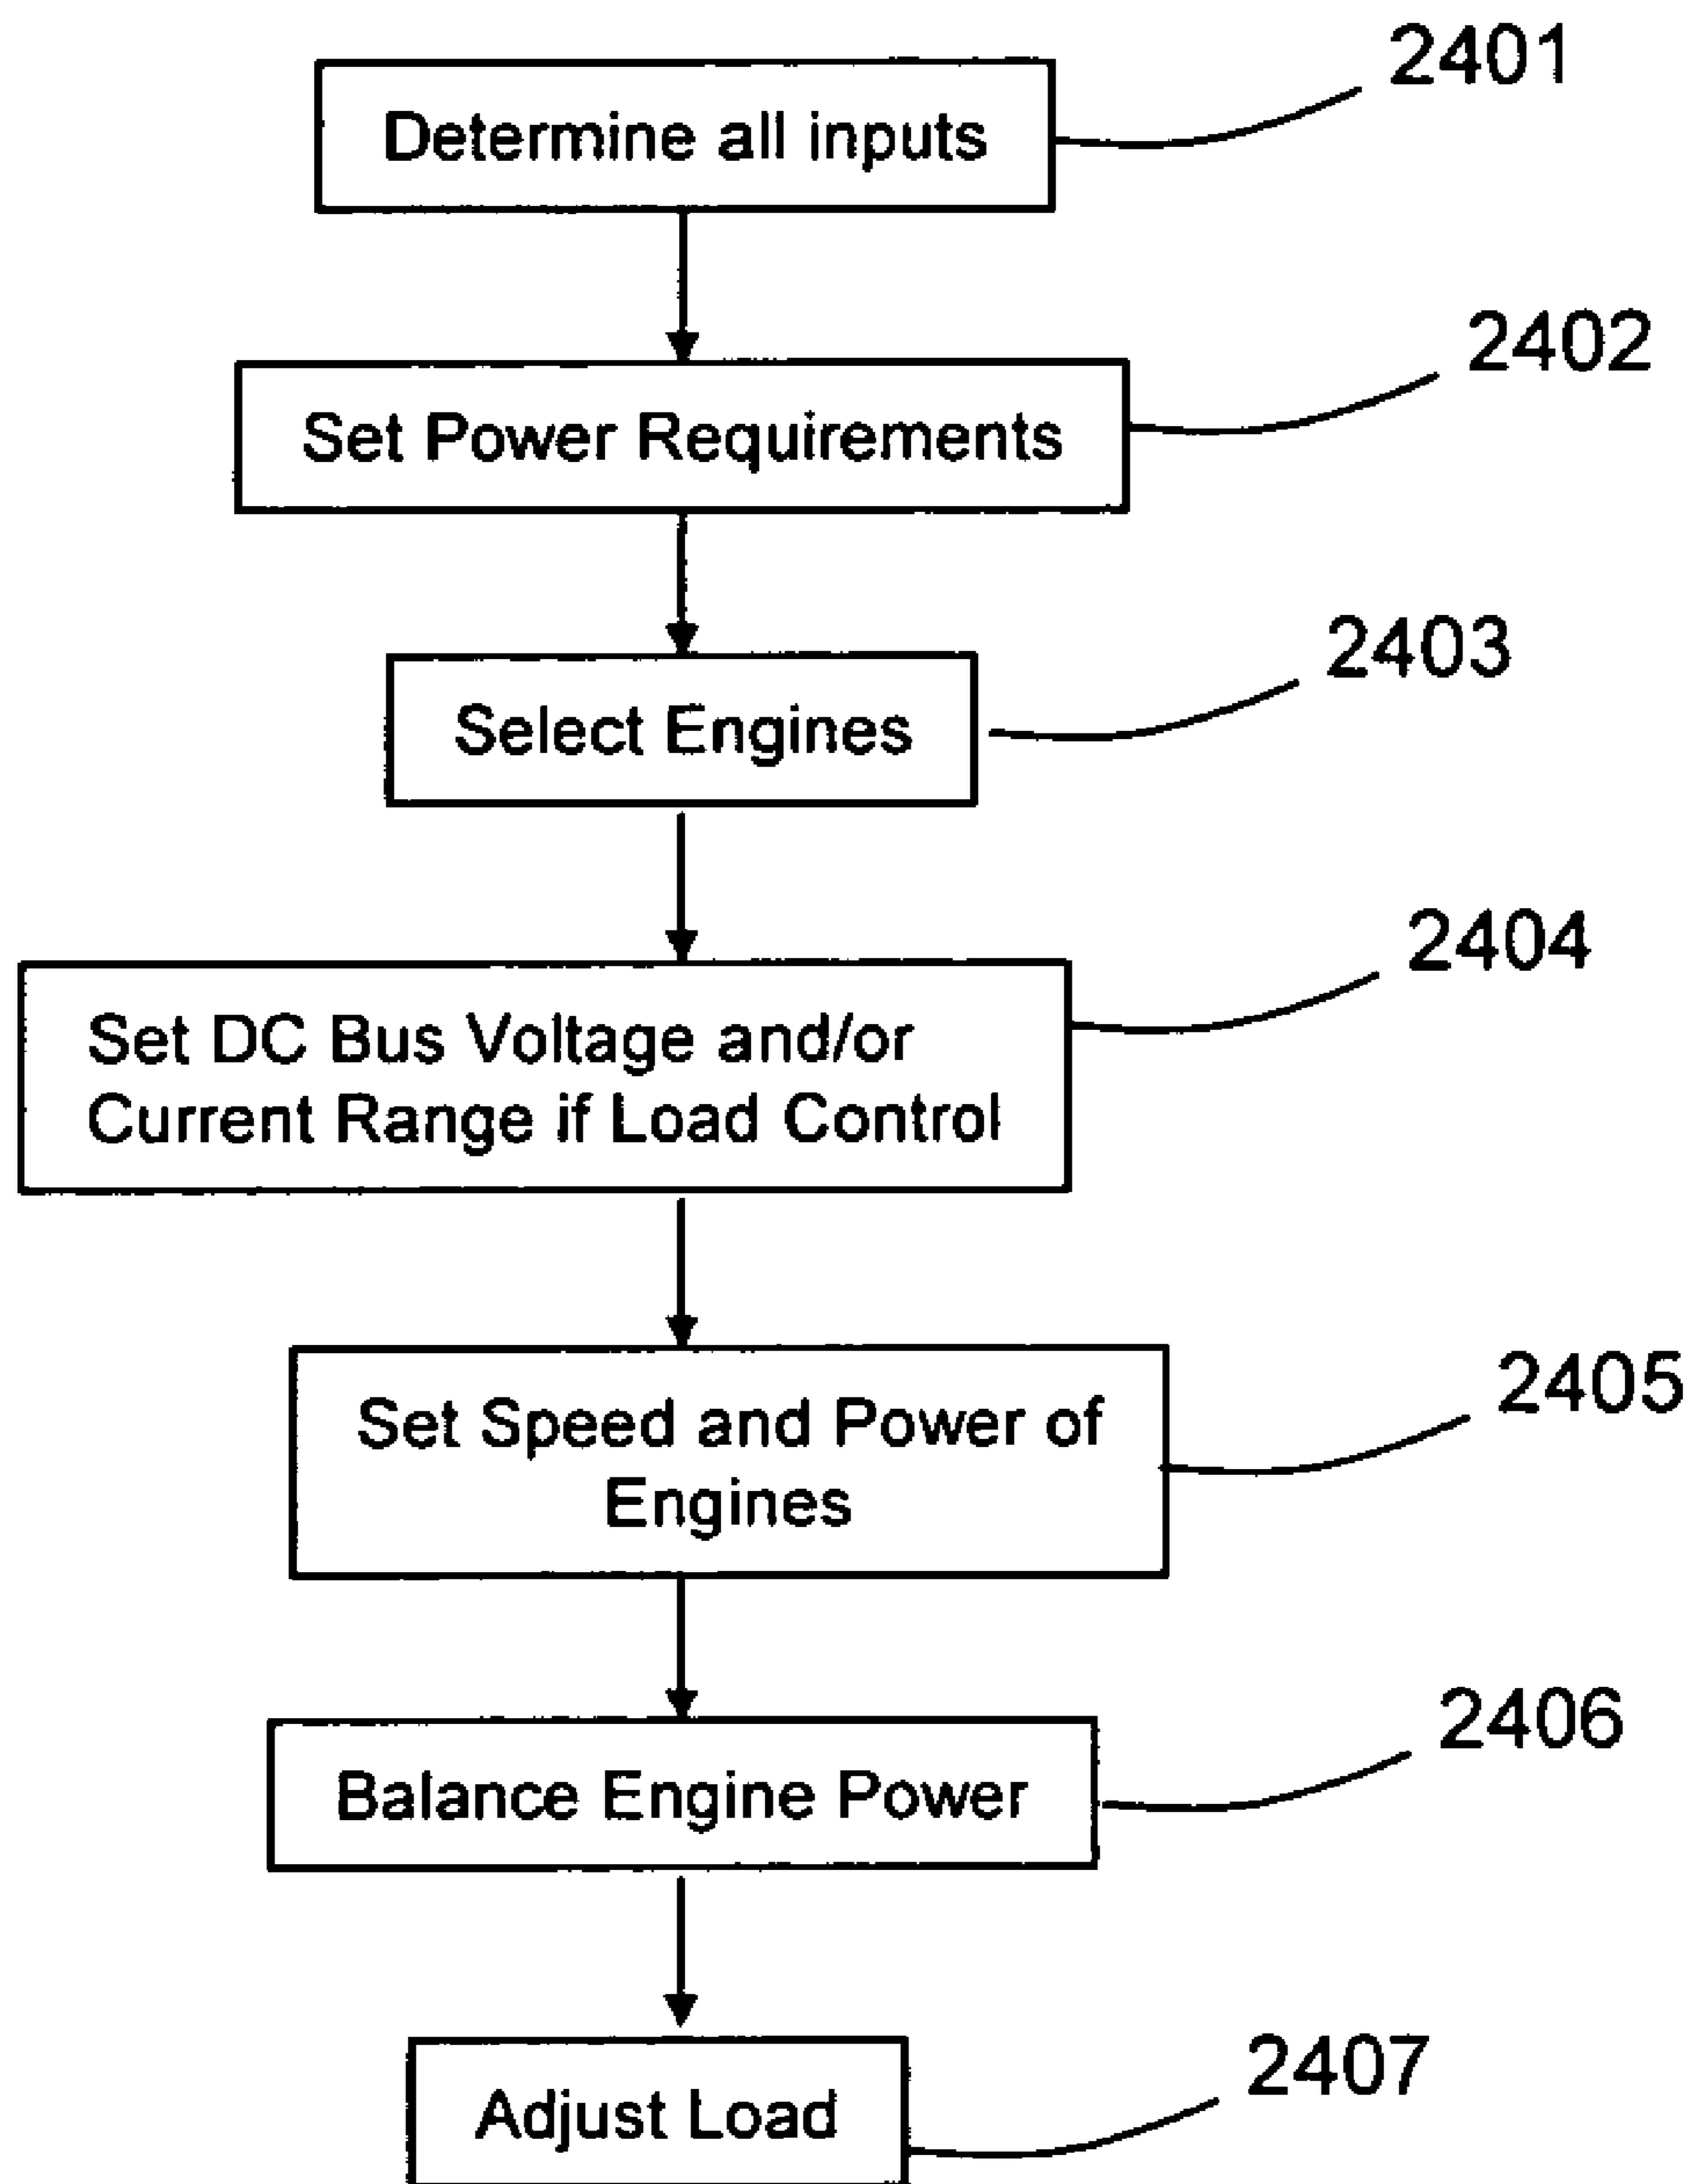 2401
Determine all inputs
2402
Set Power Requirements
2403
Select Engines
2404
Set DC Bus Voltage and/or
Current Range if Load Control
2405
Set Speed and Power of
Engines
2406
Balance Engine Power
2407
Adjust Load